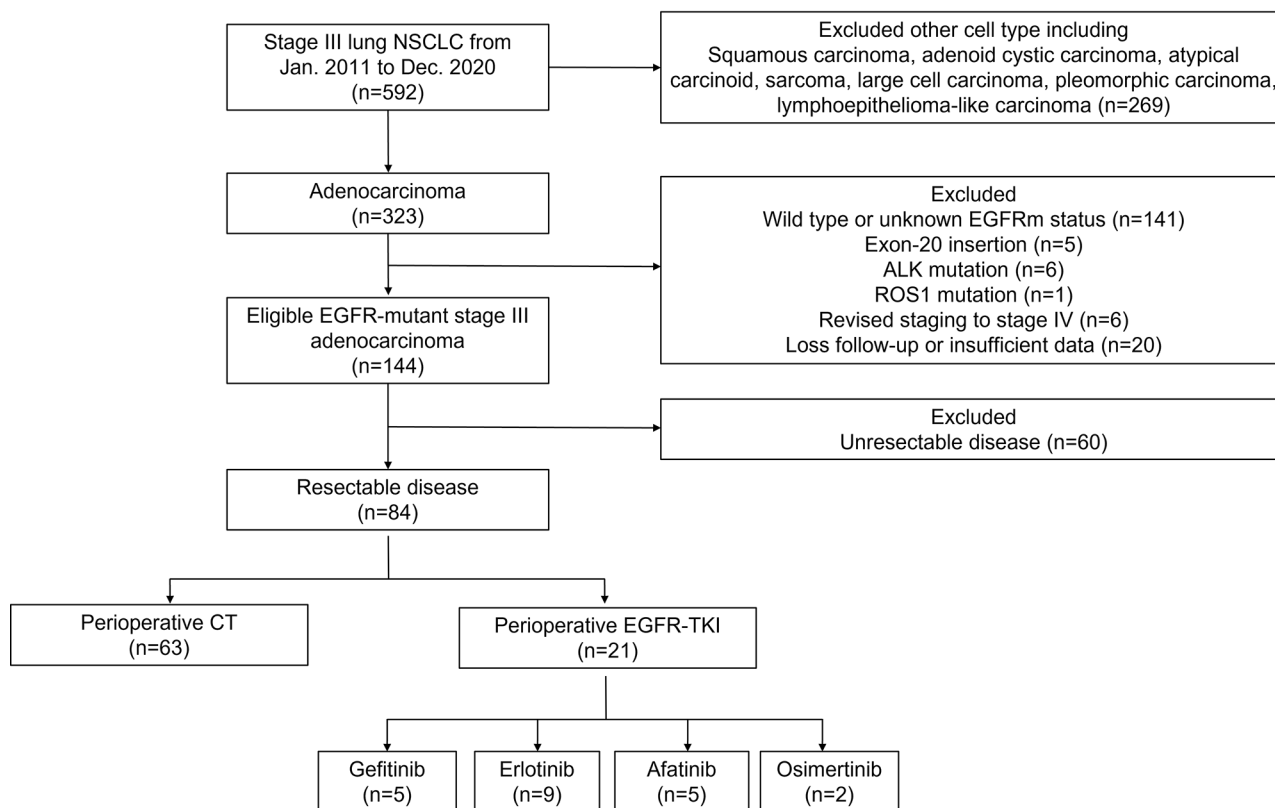 Stage III lung NSCLC from
Jan. 2011 to Dec. 2020
(n=592)
Excluded other cell type including
Squamous carcinoma, adenoid cystic carcinoma, atypical
carcinoid, sarcoma, large cell carcinoma, pleomorphic carcinoma,
lymphoepithelioma-like carcinoma (n=269)
Adenocarcinoma
(n=323)
Excluded
Wild type or unknown EGFRm status (n=141)
Exon-20 insertion (n=5)
ALK mutation (n=6)
ROS1 mutation (n=1)
Revised staging to stage IV (n=6)
Loss follow-up or insufficient data (n=20)
Eligible EGFR-mutant stage III
adenocarcinoma
(n=144)
Excluded
Unresectable disease (n=60)
Resectable disease
(n=84)
Perioperative CT
(n=63)
Perioperative EGFR-TKI
(n=21)
Gefitinib
(n=5)
Erlotinib
(n=9)
Afatinib
(n=5)
Osimertinib
(n=2)